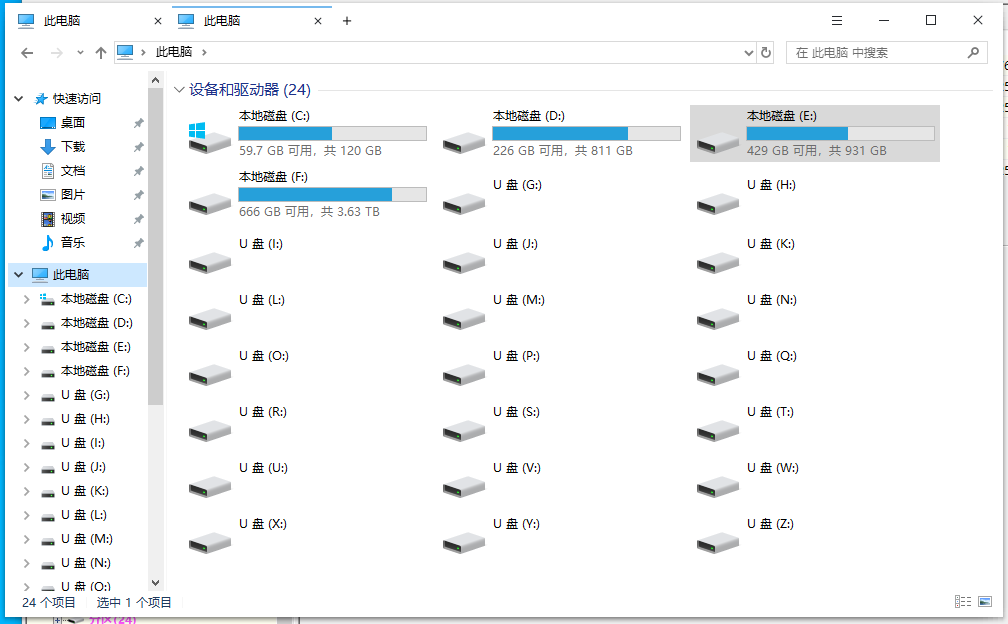 此电脑
此电脑
此电脑
在 此电脑 中搜索
快速访问
桌面
下载
文档
图片
视频
音乐
此电脑
本地磁盘 (C:)
本地磁盘 (D:)
本地磁盘 (E:)
本地磁盘 (F:)
U 盘 (G:)
U 盘 (H:)
U 盘 (I:)
U 盘 (J:)
U 盘 (K:)
U 盘 (L:)
U 盘 (M:)
U 盘 (N:)
U 盘 (O:)
设备和驱动器 (24)
本地磁盘 (C:)
59.7 GB 可用，共 120 GB
本地磁盘 (D:)
226 GB 可用，共 811 GB
本地磁盘 (E:)
429 GB 可用，共 931 GB
本地磁盘 (F:)
666 GB 可用，共 3.63 TB
U 盘 (G:)
U 盘 (H:)
U 盘 (I:)
U 盘 (J:)
U 盘 (K:)
U 盘 (L:)
U 盘 (M:)
U 盘 (N:)
U 盘 (O:)
U 盘 (P:)
U 盘 (Q:)
U 盘 (R:)
U 盘 (S:)
U 盘 (T:)
U 盘 (U:)
U 盘 (V:)
U 盘 (W:)
U 盘 (X:)
U 盘 (Y:)
U 盘 (Z:)
24 个项目 选中 1 个项目
分区(24)